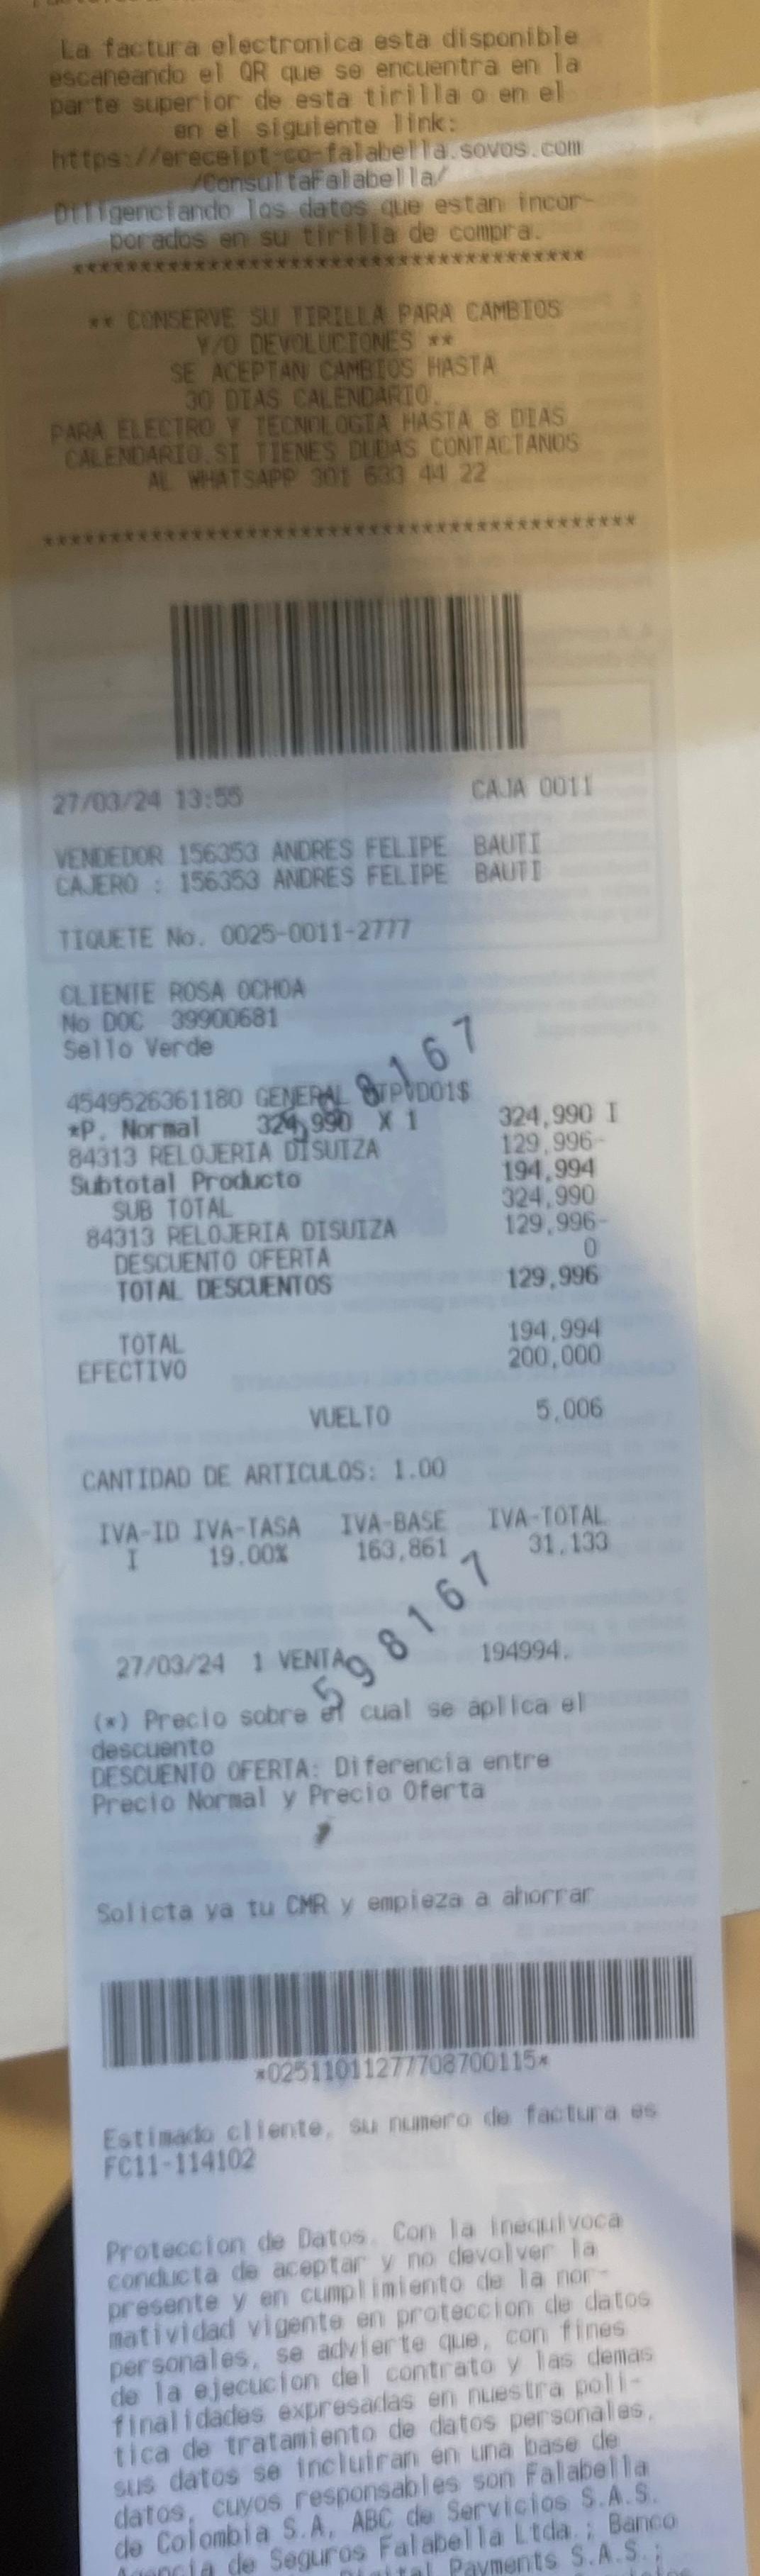 La factura electronica esta disponible
escaneando el QR que se encuentra en la
parte superior de esta tirilla o en el
en el siguiente link:
https://ereceipt-co-falabella.sovos.com
/ConsultaFalabella/
Diligenciando los datos que estan incor-
porados en su tirilla de compra.
**************************************
** CONSERVE SU TIRILLA PARA CAMBIOS
Y/O DEVOLUCIONES **
SE ACEPTAN CAMBIOS HASTA
30 DIAS CALENDARIO.
PARA ELECTRO Y TECNOLOGIA HASTA 8 DIAS
CALENDARIO.SI TIENES DUDAS CONTACTANOS
AL WHATSAPP 301 633 44 22
********************************************
27/03/24 13:55 CAJA 0011
VENDEDOR 156353 ANDRES FELIPE BAUTI
CAJERO : 156353 ANDRES FELIPE BAUTI
TIQUETE No. 0025-0011-2777
CLIENTE ROSA OCHOA
No DOC 39900681
Sello Verde
8167
4549526361180 GENERAL
*P. Normal 324,990 X 1 324,990 I
84313 RELOJERIA DISUIZA 129,996-
Subtotal Producto 194,994
SUB TOTAL 324,990
84313 RELOJERIA DISUIZA 129,996-
DESCUENTO OFERTA 0
TOTAL DESCUENTOS 129,996
TOTAL 194,994
EFECTIVO 200,000
VUELTO 5,006
CANTIDAD DE ARTICULOS: 1.00
IVA-ID IVA-TASA IVA-BASE IVA-TOTAL
I 19.00% 163,861 31,133
598167
27/03/24 1 VENTA 194994.
(*) Precio sobre el cual se aplica el
descuento
DESCUENTO OFERTA: Diferencia entre
Precio Normal y Precio Oferta
Solicta ya tu CMR y empieza a ahorrar
*02511011277708700115*
Estimado cliente, su numero de factura es
FC11-114102
Proteccion de Datos. Con la inequivoca
conducta de aceptar y no devolver la
presente y en cumplimiento de la nor-
matividad vigente en proteccion de datos
personales, se advierte que, con fines
de la ejecucion del contrato y las demas
finalidades expresadas en nuestra poli-
tica de tratamiento de datos personales,
sus datos se incluiran en una base de
datos, cuyos responsables son Falabella
de Colombia S.A, ABC de Servicios S.A.S.
Agencia de Seguros Falabella Ltda.; Banco
Payments S.A.S.;